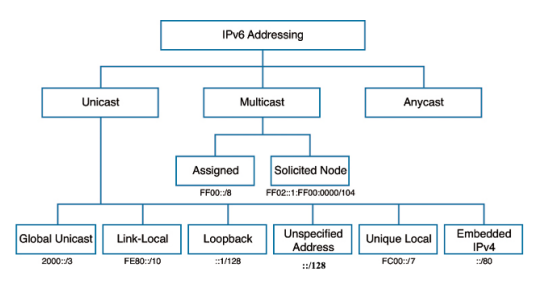 IPv6 Addressing
Unicast
Multicast
Anycast
Assigned
FF00::/8
Solicited Node
FF02::1:FF00:0000/104
Global Unicast
2000::/3
Link-Local
FE80::/10
Loopback
::1/128
Unspecified
Address
::/128
Unique Local
FC00::/7
Embedded
IPv4
::/80